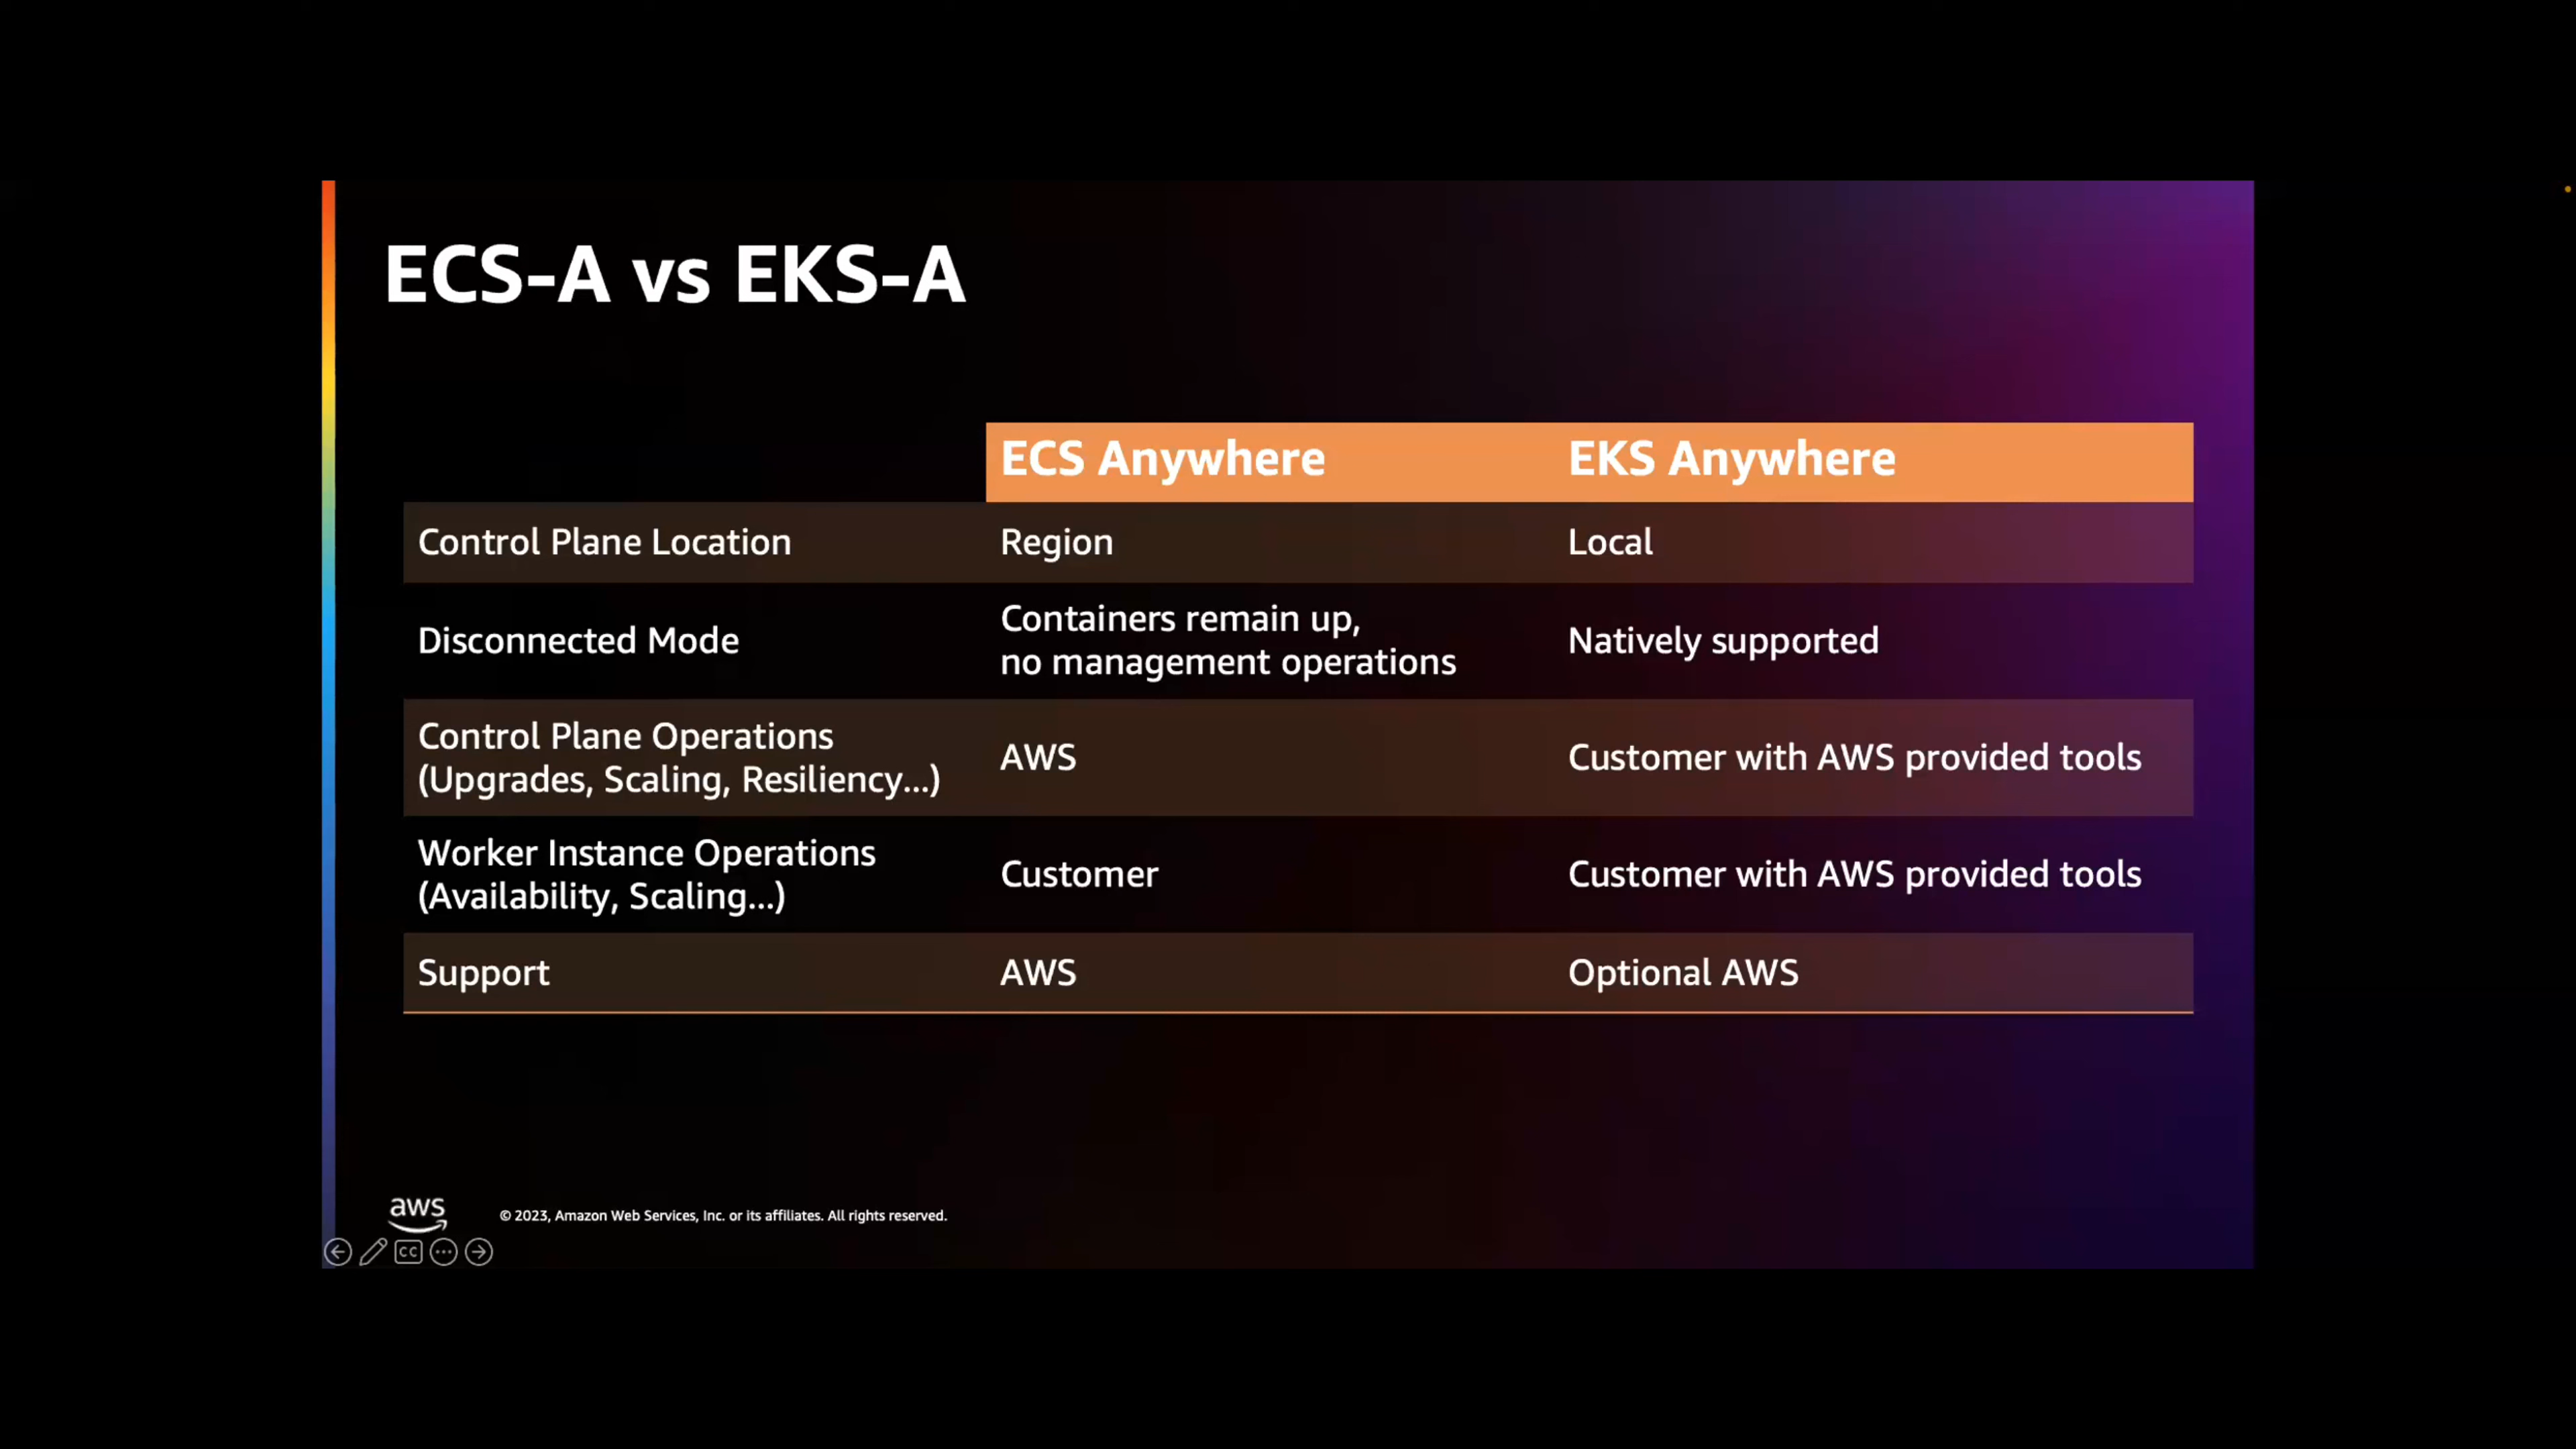 ECS-A vs EKS-A
ECS Anywhere EKS Anywhere
Control Plane Location Region Local
Disconnected Mode Containers remain up,
no management operations Natively supported
Control Plane Operations
(Upgrades, Scaling, Resiliency...) AWS Customer with AWS provided tools
Worker Instance Operations
(Availability, Scaling...) Customer Customer with AWS provided tools
Support AWS Optional AWS
aws © 2023, Amazon Web Services, Inc. or its affiliates. All rights reserved.
CC